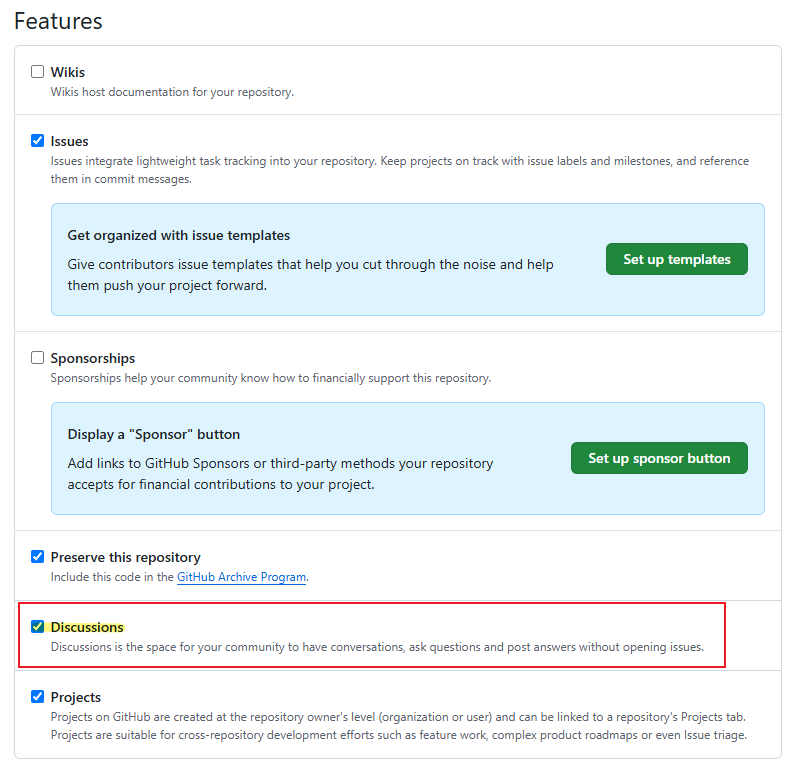 Features
Wikis
Wikis host documentation for your repository.
Issues
Issues integrate lightweight task tracking into your repository. Keep projects on track with issue labels and milestones, and reference
them in commit messages.
Get organized with issue templates
Give contributors issue templates that help you cut through the noise and help
them push your project forward.
Set up templates
Sponsorships
Sponsorships help your community know how to financially support this repository.
Display a "Sponsor" button
Add links to GitHub Sponsors or third-party methods your repository
accepts for financial contributions to your project.
Set up sponsor button
Preserve this repository
Include this code in the GitHub Archive Program.
Discussions
Discussions is the space for your community to have conversations, ask questions and post answers without opening issues.
Projects
Projects on GitHub are created at the repository owner's level (organization or user) and can be linked to a repository's Projects tab.
Projects are suitable for cross-repository development efforts such as feature work, complex product roadmaps or even Issue triage.